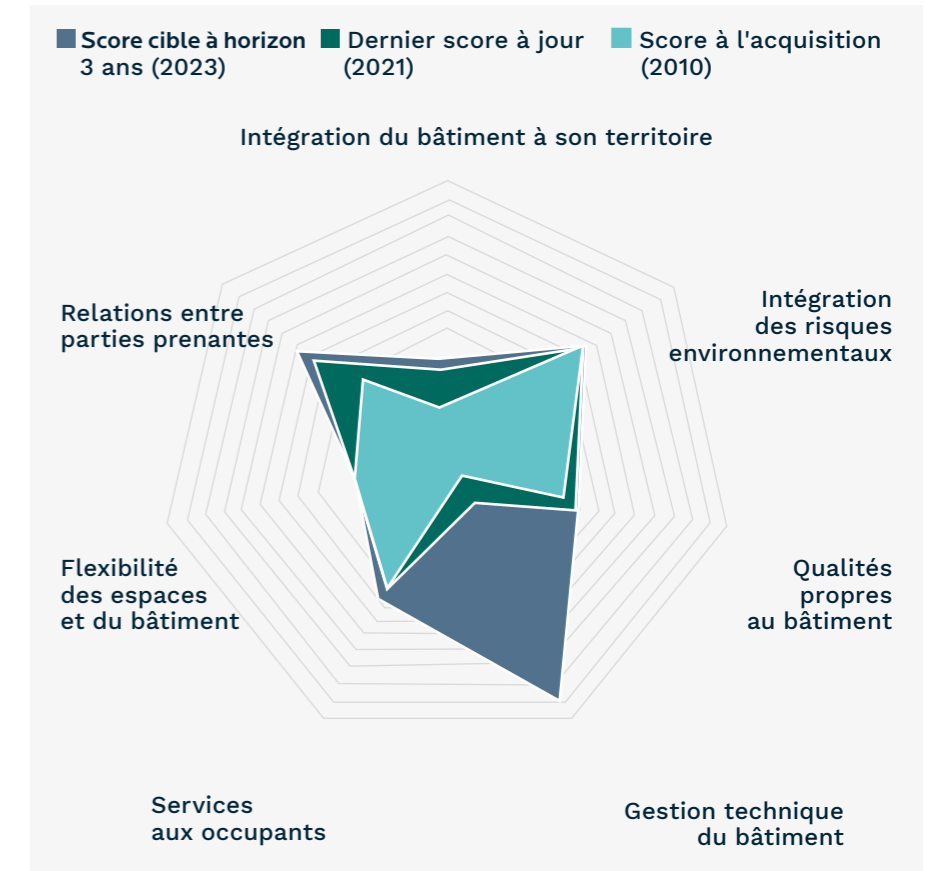 Score cible à horizon
3 ans (2023)
Dernier score à jour
(2021)
Score à l'acquisition
(2010)
Intégration du bâtiment à son territoire
Relations entre
parties prenantes
Intégration
des risques
environnementaux
Flexibilité
des espaces
et du bâtiment
Qualités
propres
au bâtiment
Services
aux occupants
Gestion technique
du bâtiment